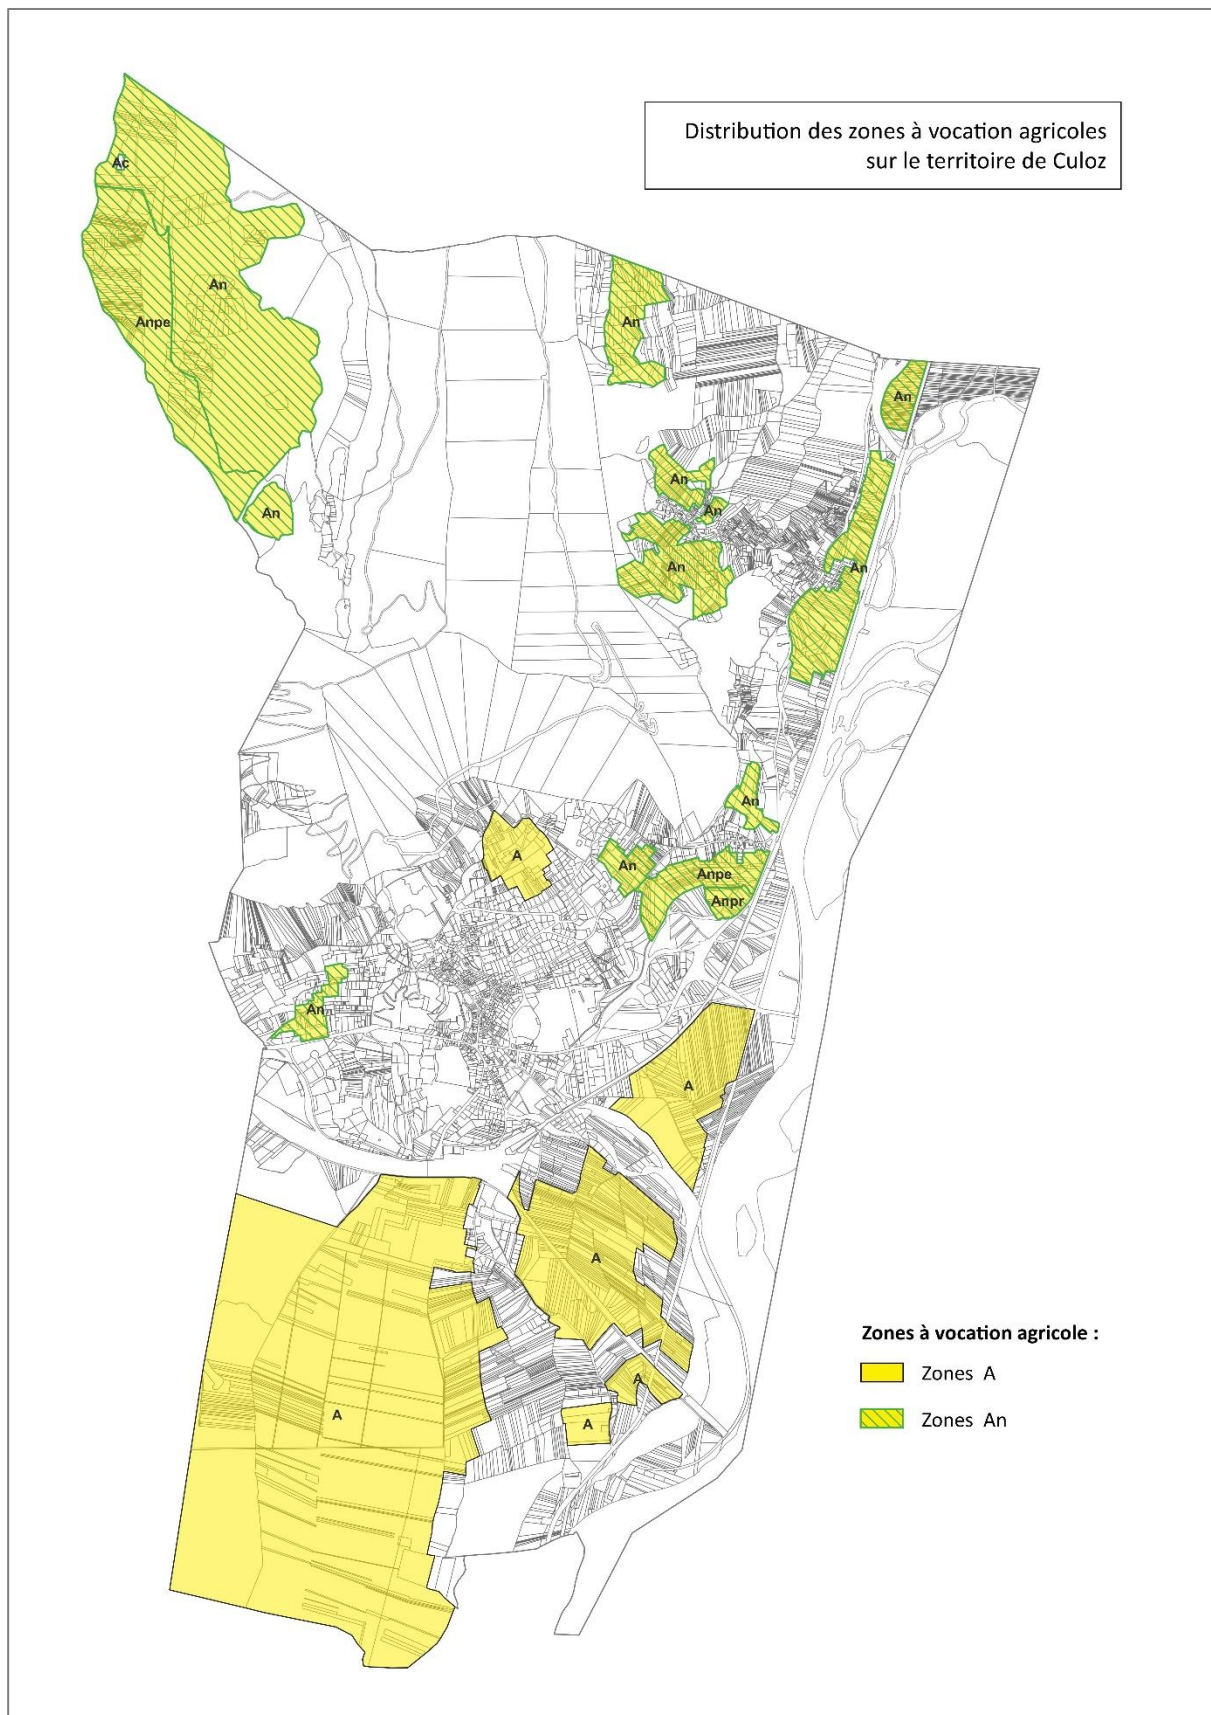 Distribution des zones à vocation agricoles
sur le territoire de Culoz
Ac
An
Anpe
An
An
An
An
An
An
An
An
An
Anpe
Anpr
A
An
A
A
A
A
A
Zones à vocation agricole :
Zones A
Zones An